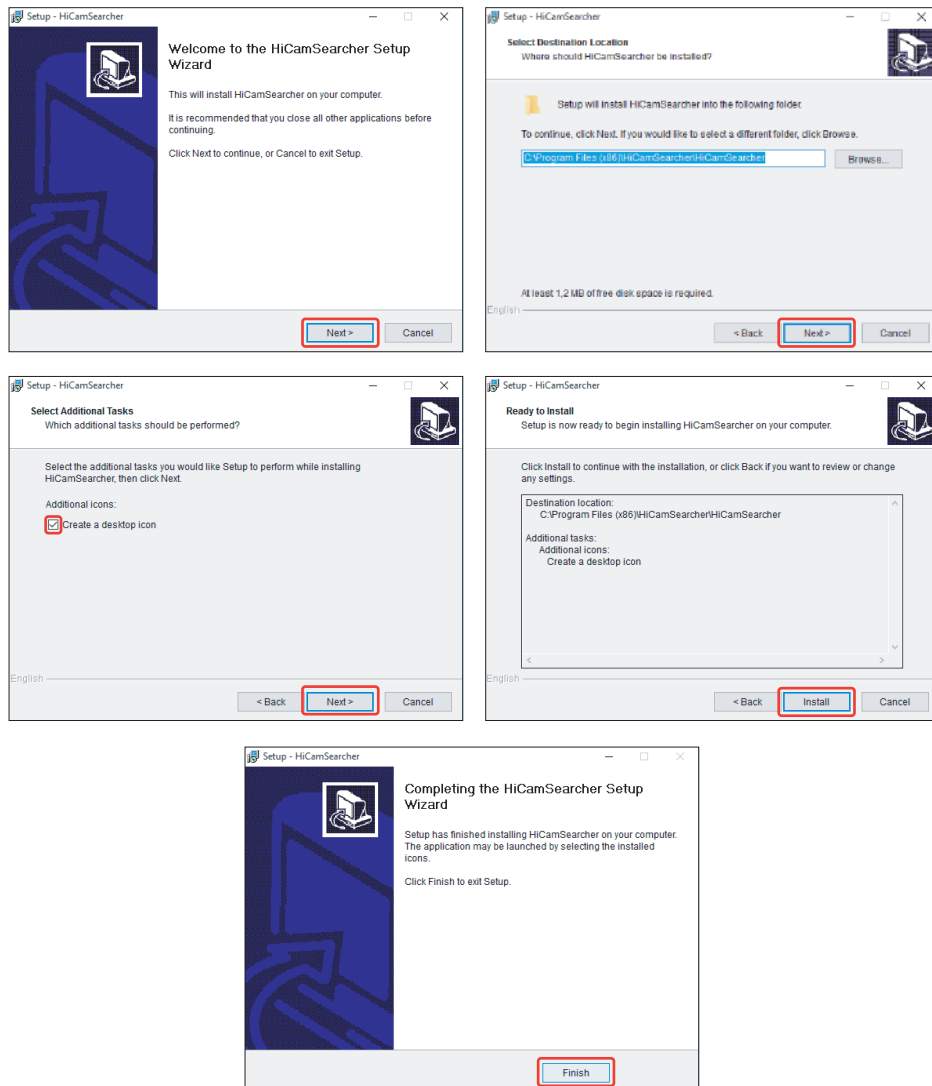 Setup - HiCamSearcher
Welcome to the HiCamSearcher Setup
Wizard
This will install HiCamSearcher on your computer.
It is recommended that you close all other applications before
continuing.
Click Next to continue, or Cancel to exit Setup.
Next >
Cancel
Setup - HiCamSearcher
Select Destination Location
Where should HiCamSearcher be installed?
Setup will install HiCamSearcher into the following folder.
To continue, click Next. If you would like to select a different folder, click Browse.
C:\Program Files (x86)\HiCamSearcher\HiCamSearcher
Browse...
At least 1,2 MB of free disk space is required.
English
< Back
Next >
Cancel
Setup - HiCamSearcher
Select Additional Tasks
Which additional tasks should be performed?
Select the additional tasks you would like Setup to perform while installing
HiCamSearcher, then click Next.
Additional icons:
Create a desktop icon
English
< Back
Next >
Cancel
Setup - HiCamSearcher
Ready to Install
Setup is now ready to begin installing HiCamSearcher on your computer.
Click Install to continue with the installation, or click Back if you want to review or change
any settings.
Destination location:
C:\Program Files (x86)\HiCamSearcher\HiCamSearcher
Additional tasks:
Additional icons:
Create a desktop icon
English
< Back
Install
Cancel
Setup - HiCamSearcher
Completing the HiCamSearcher Setup
Wizard
Setup has finished installing HiCamSearcher on your computer.
The application may be launched by selecting the installed
icons.
Click Finish to exit Setup.
Finish